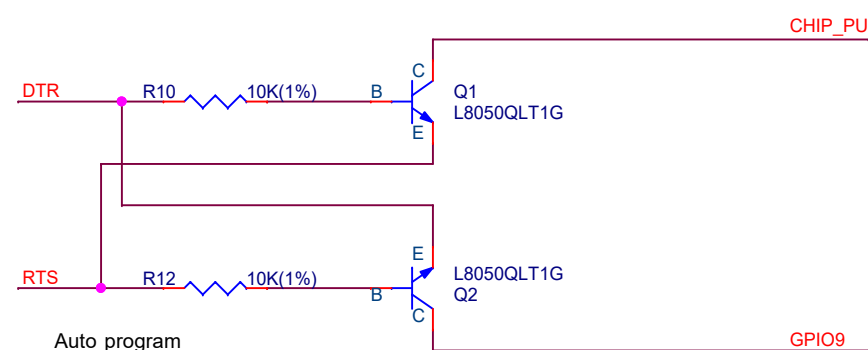 CHIP_PU
DTR
R10
10K(1%)
B
C
E
Q1
L8050QLT1G
RTS
R12
10K(1%)
B
E
C
L8050QLT1G
Q2
Auto program
GPIO9